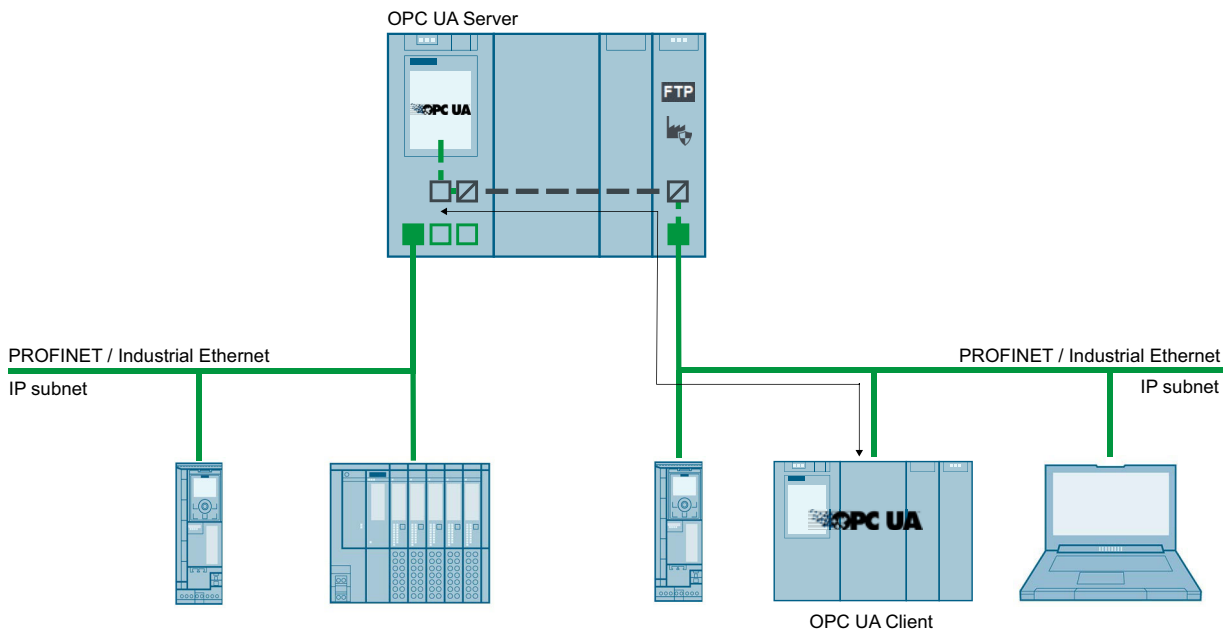 OPC UA Server
OPC UA
FTP
PROFINET / Industrial Ethernet
IP subnet
PROFINET / Industrial Ethernet
IP subnet
OPC UA
OPC UA Client